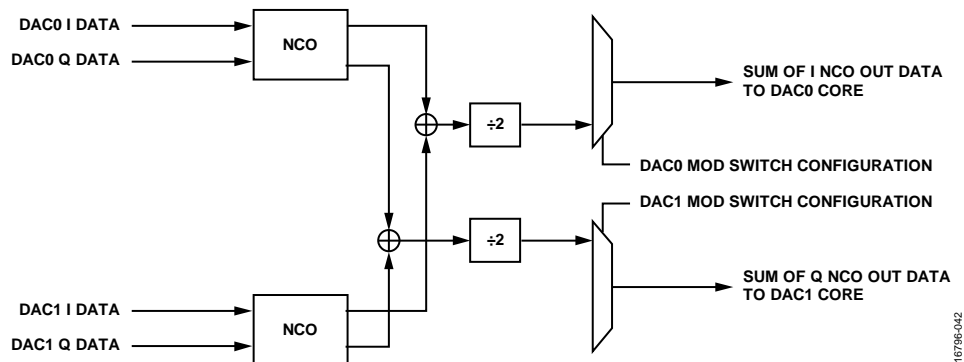 DAC0 I DATA
DAC0 Q DATA
NCO
÷2
SUM OF I NCO OUT DATA
TO DAC0 CORE
DAC0 MOD SWITCH CONFIGURATION
DAC1 MOD SWITCH CONFIGURATION
÷2
SUM OF Q NCO OUT DATA
TO DAC1 CORE
DAC1 I DATA
DAC1 Q DATA
NCO
16796-042